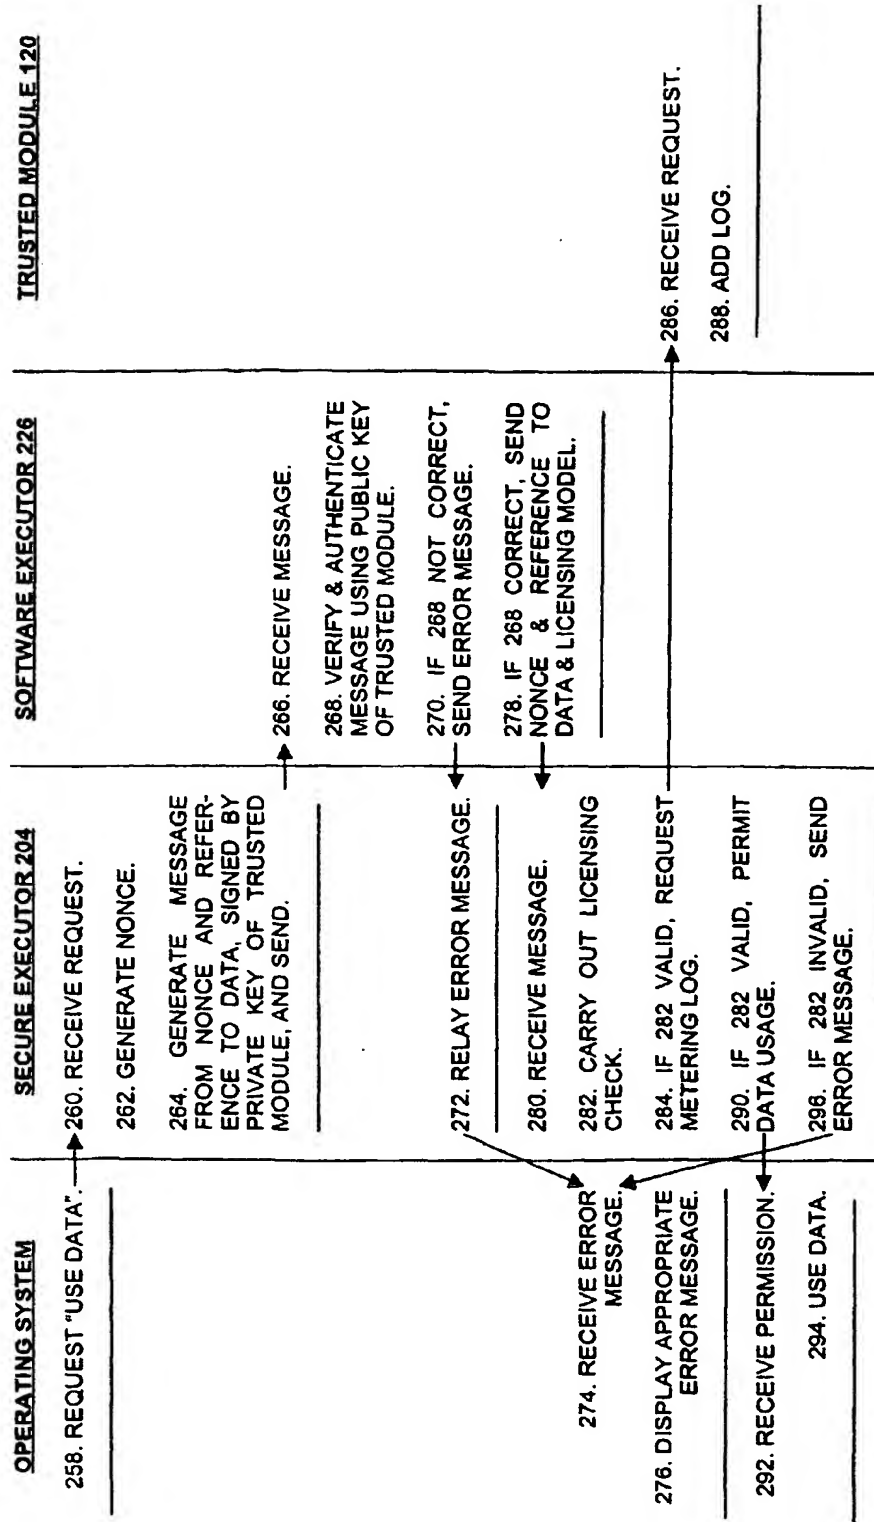 OPERATING SYSTEM
258. REQUEST "USE DATA".
274. RECEIVE ERROR
MESSAGE.
276. DISPLAY APPROPRIATE
ERROR MESSAGE.
292. RECEIVE PERMISSION.
294. USE DATA.
SECURE EXECUTOR 204
260. RECEIVE REQUEST.
262. GENERATE NONCE.
264. GENERATE MESSAGE
FROM NONCE AND REFER-
ENCE TO DATA, SIGNED BY
PRIVATE KEY OF TRUSTED
MODULE, AND SEND.
272. RELAY ERROR MESSAGE.
280. RECEIVE MESSAGE.
282. CARRY OUT LICENSING
CHECK.
284. IF 282 VALID, REQUEST
METERING LOG.
290. IF 282 VALID, PERMIT
DATA USAGE.
296. IF 282 INVALID, SEND
ERROR MESSAGE.
SOFTWARE EXECUTOR 226
266. RECEIVE MESSAGE.
268. VERIFY & AUTHENTICATE
MESSAGE USING PUBLIC KEY
OF TRUSTED MODULE.
270. IF 268 NOT CORRECT,
SEND ERROR MESSAGE.
278. IF 268 CORRECT, SEND
NONCE & REFERENCE TO
DATA & LICENSING MODEL.
TRUSTED MODULE 120
286. RECEIVE REQUEST.
288. ADD LOG.